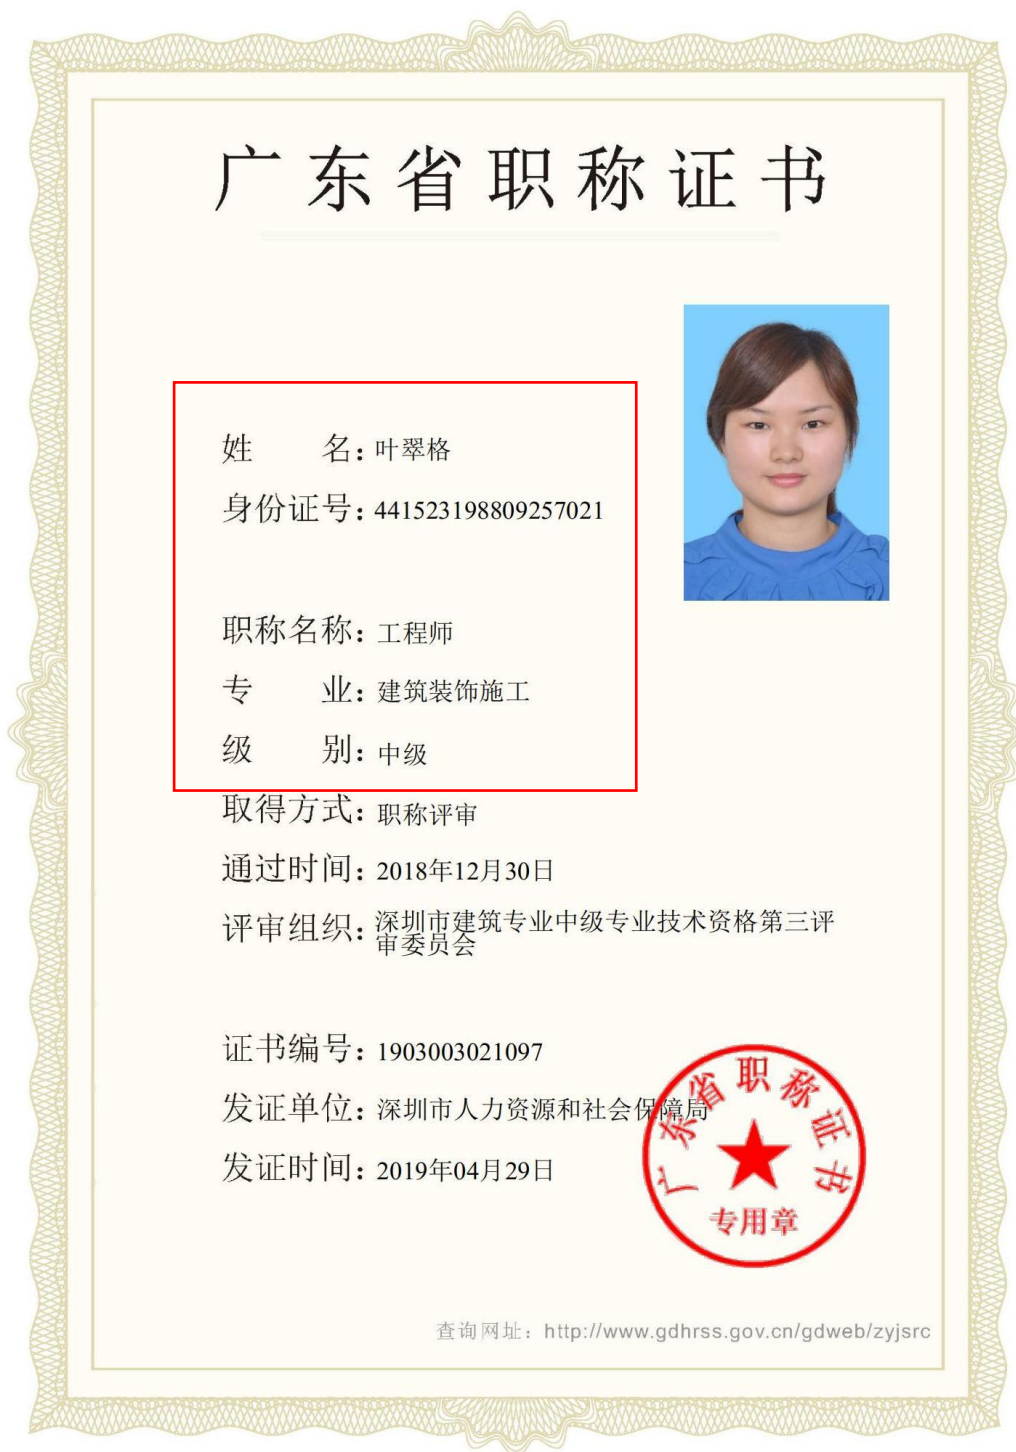 广东省职称证书
姓 名：叶翠格
身份证号：441523198809257021
职称名称：工程师
专 业：建筑装饰施工
级 别：中级
取得方式：职称评审
通过时间：2018年12月30日
评审组织：深圳市建筑专业中级专业技术资格第三评
审委员会
证书编号：1903003021097
发证单位：深圳市人力资源和社会保障局
发证时间：2019年04月29日
广东省职称证书
专用章
查询网址：http://www.gdhrss.gov.cn/gdweb/zyjsrc